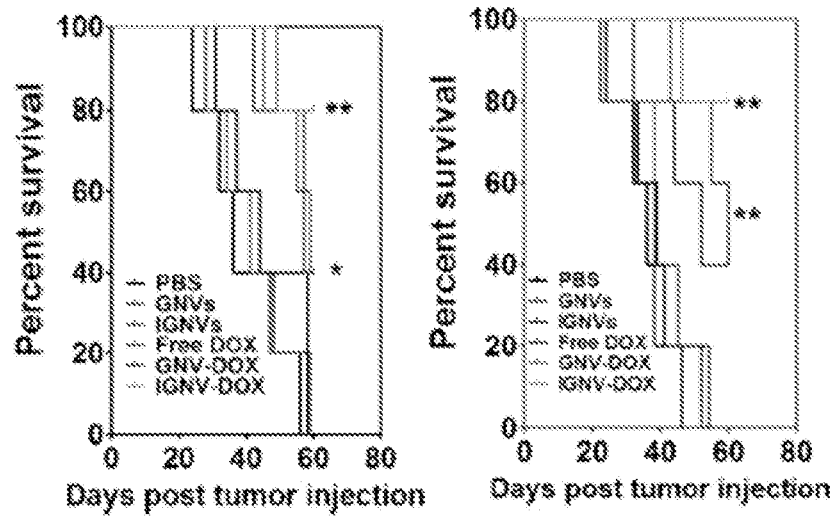 Percent survival
100
80
60
40
20
0
**
*
PBS
GNVs
IGNVs
Free DOX
GNV-DOX
IGNV-DOX
0 20 40 60 80
Days post tumor injection
Percent survival
100
80
60
40
20
0
**
**
PBS
GNVs
IGNVs
Free DOX
GNV-DOX
IGNV-DOX
0 20 40 60 80
Days post tumor injection